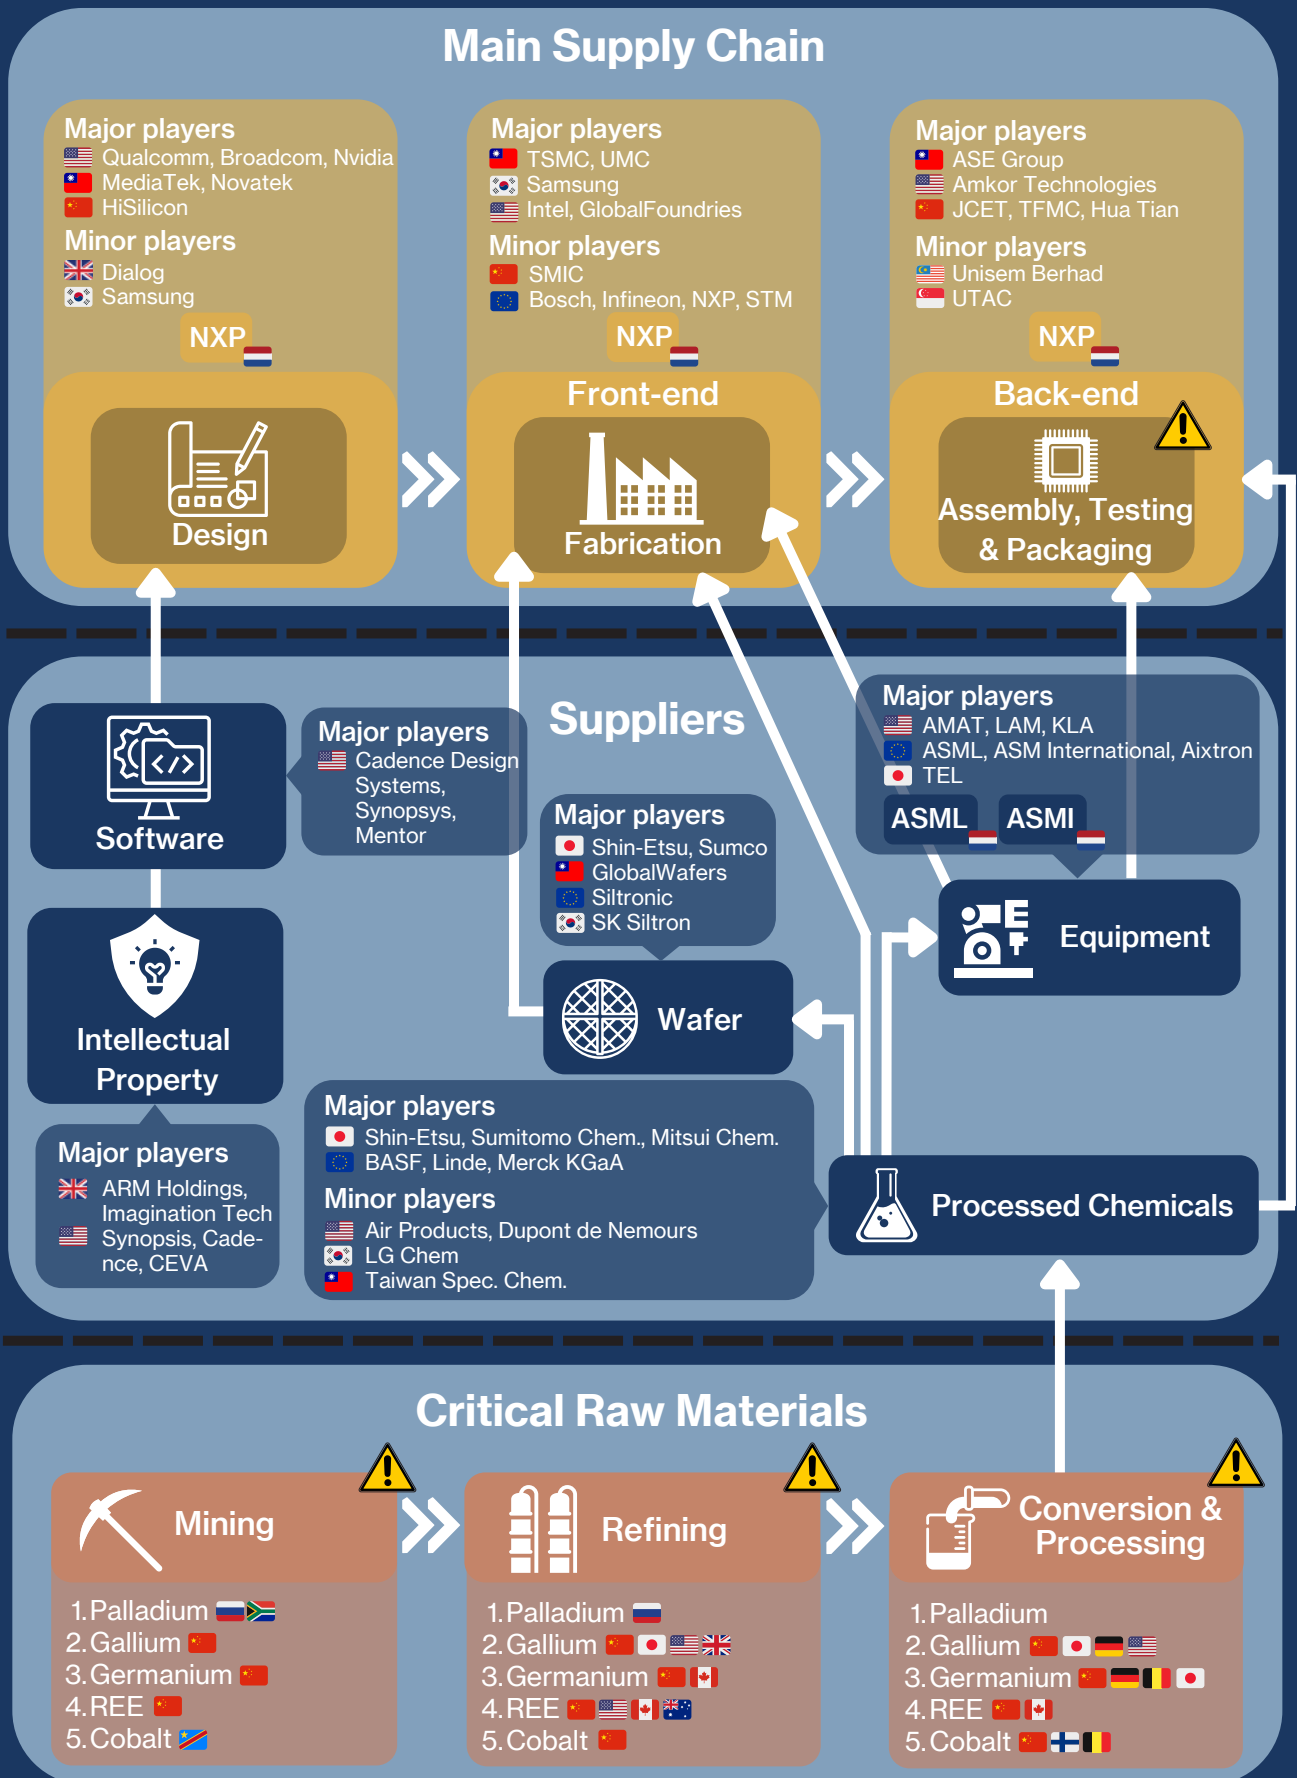 Main Supply Chain
Major players
Qualcomm, Broadcom, Nvidia
MediaTek, Novatek
HiSilicon
Minor players
Dialog
Samsung
NXP
Design
Major players
TSMC, UMC
Samsung
Intel, GlobalFoundries
Minor players
SMIC
Bosch, Infineon, NXP, STM
NXP
Front-end
Fabrication
Major players
ASE Group
Amkor Technologies
JCET, TFMC, Hua Tian
Minor players
Unisem Berhad
UTAC
NXP
Back-end
Assembly, Testing
& Packaging
Suppliers
Software
Major players
Cadence Design
Systems,
Synopsys,
Mentor
Intellectual
Property
Major players
ARM Holdings,
Imagination Tech
Synopsis, Cade-
nce, CEVA
Major players
Shin-Etsu, Sumco
GlobalWafers
Siltronic
SK Siltron
Wafer
Major players
AMAT, LAM, KLA
ASML, ASM International, Aixtron
TEL
ASML
ASMI
Equipment
Major players
Shin-Etsu, Sumitomo Chem., Mitsui Chem.
BASF, Linde, Merck KGaA
Minor players
Air Products, Dupont de Nemours
LG Chem
Taiwan Spec. Chem.
Processed Chemicals
Critical Raw Materials
Mining
1. Palladium
2. Gallium
3. Germanium
4. REE
5. Cobalt
Refining
1. Palladium
2. Gallium
3. Germanium
4. REE
5. Cobalt
Conversion &
Processing
1. Palladium
2. Gallium
3. Germanium
4. REE
5. Cobalt